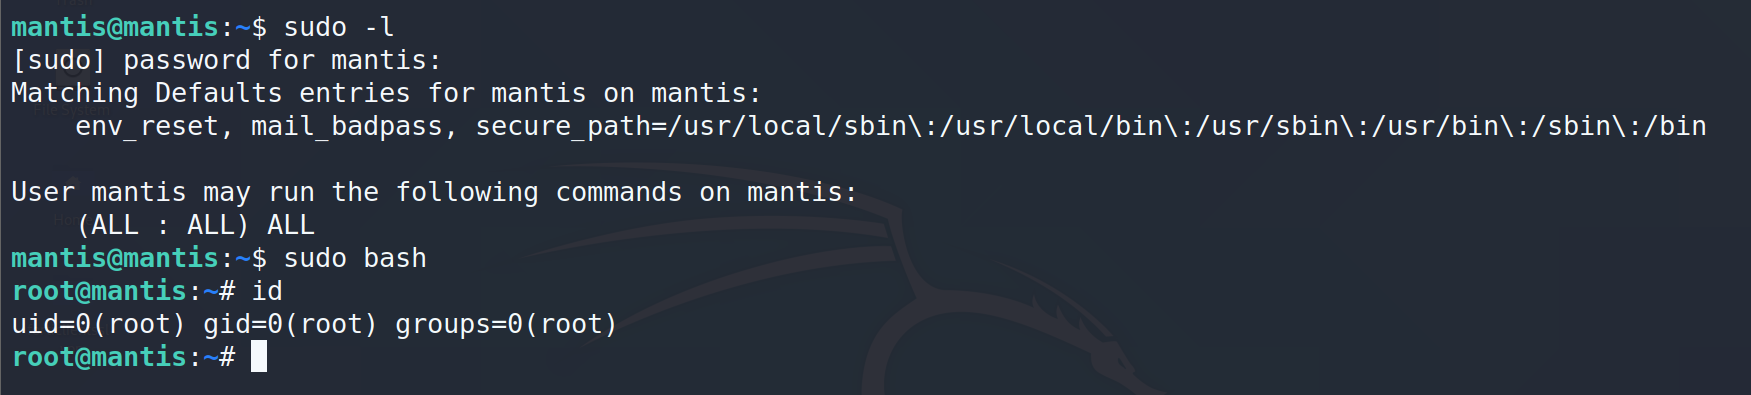 mantis@mantis:~$ sudo -l
[sudo] password for mantis:
Matching Defaults entries for mantis on mantis:
    env_reset, mail_badpass, secure_path=/usr/local/sbin\:/usr/local/bin\:/usr/sbin\:/usr/bin\:/sbin\:/bin

User mantis may run the following commands on mantis:
    (ALL : ALL) ALL
mantis@mantis:~$ sudo bash
root@mantis:~# id
uid=0(root) gid=0(root) groups=0(root)
root@mantis:~#